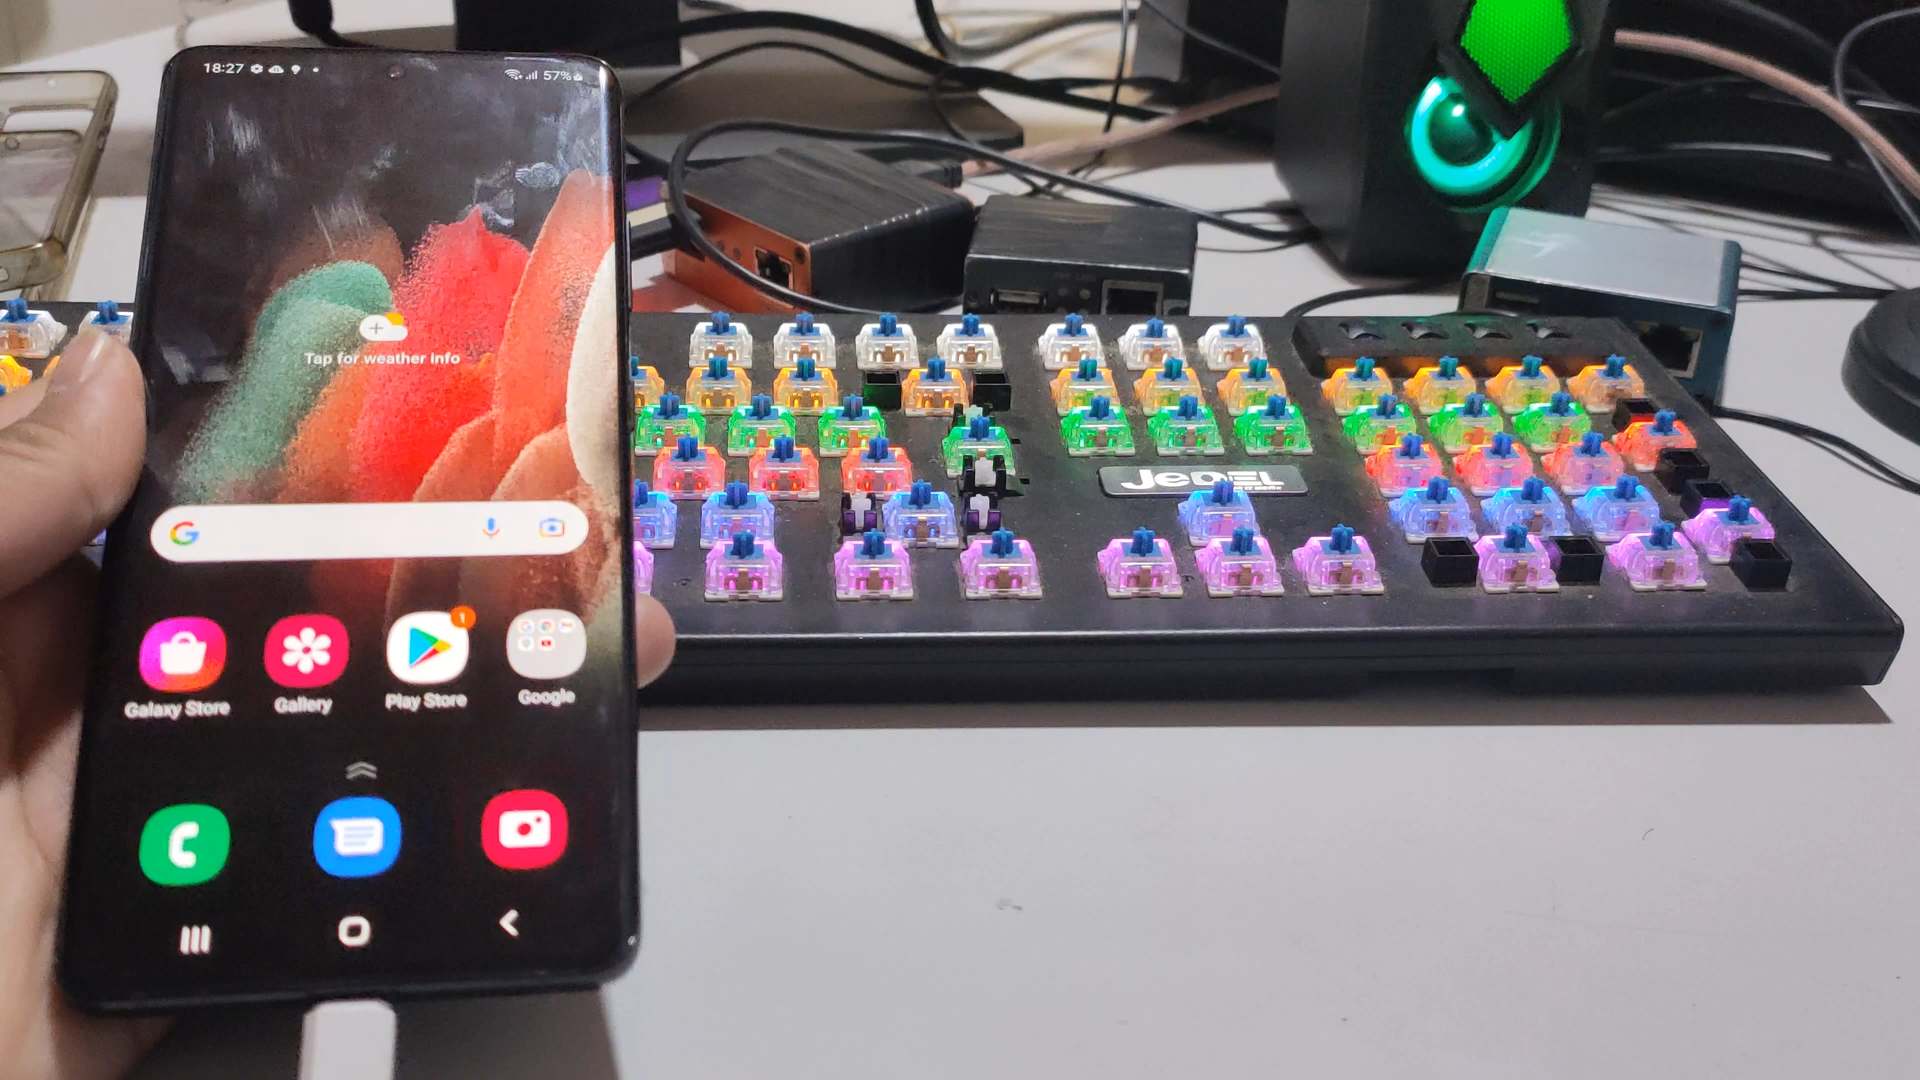 18:27
57%
Tap for weather info
1
Galaxy Store
Gallery
Play Store
Google
JeDEL